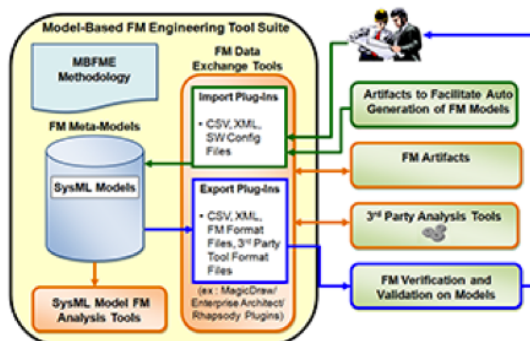 Model-Based FM Engineering Tool Suite
MBFME
Methodology
FM Data
Exchange Tools
Import Plug-Ins
• CSV, XML,
SW Config
Files
FM Meta-Models
SysML Models
Export Plug-Ins
• CSV, XML,
FM Format
Files, 3rd Party
Tool Format
Files
(ex : MagicDraw/
Enterprise Architect/
Rhapsody Plugins)
SysML Model FM
Analysis Tools
Artifacts to Facilitate Auto
Generation of FM Models
FM Artifacts
3rd Party Analysis Tools
FM Verification and
Validation on Models